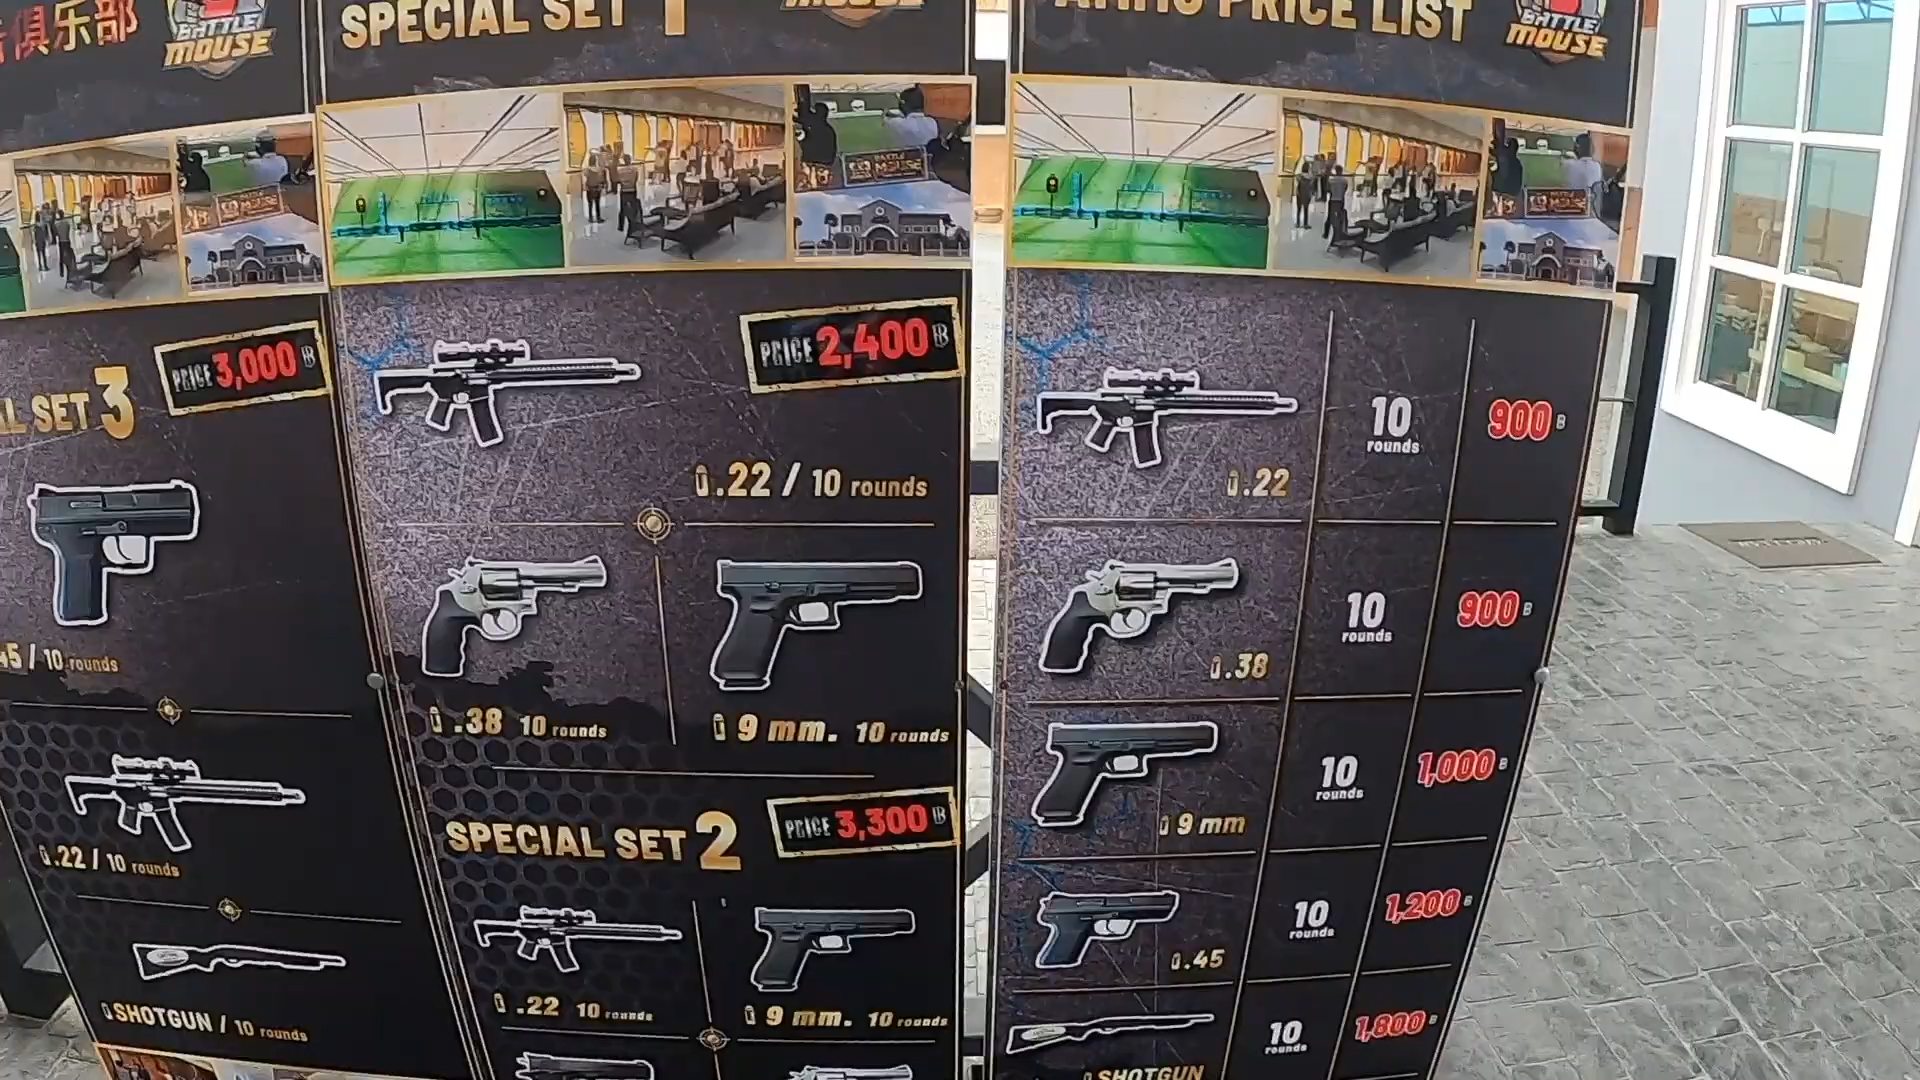 俱乐部
BATTLE
MOUSE
PRICE 3,000 ฿
SET 3
45 / 10 rounds
.22 / 10 rounds
SHOTGUN / 10 rounds
SPECIAL SET 1
MOUSE
PRICE 2,400 ฿
.22 / 10 rounds
.38 10 rounds
9 mm. 10 rounds
SPECIAL SET 2
PRICE 3,300 ฿
.22 10 rounds
9 mm. 10 rounds
AMMO PRICE LIST
BATTLE
MOUSE
.22
10
rounds
900 ฿
.38
10
rounds
900 ฿
9 mm
10
rounds
1,000 ฿
.45
10
rounds
1,200 ฿
SHOTGUN
10
rounds
1,800 ฿